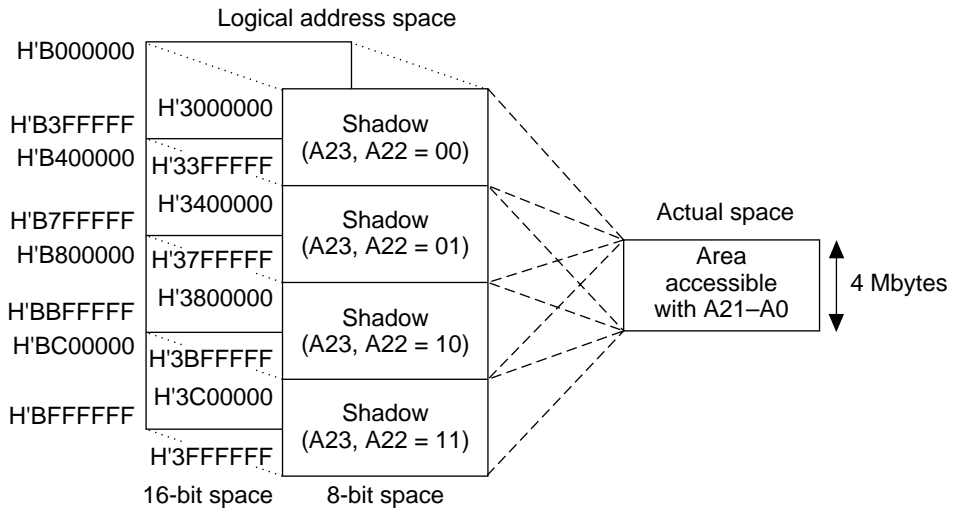 Logical address space
H'B000000
H'3000000
H'B3FFFFF
H'B400000
H'33FFFFF
H'3400000
H'B7FFFFF
H'B800000
H'37FFFFF
H'3800000
H'BBFFFFF
H'BC00000
H'3BFFFFF
H'3C00000
H'BFFFFFF
H'3FFFFFF
Shadow
(A23, A22 = 00)
Shadow
(A23, A22 = 01)
Shadow
(A23, A22 = 10)
Shadow
(A23, A22 = 11)
16-bit space
8-bit space
Actual space
Area
accessible
with A21–A0
4 Mbytes